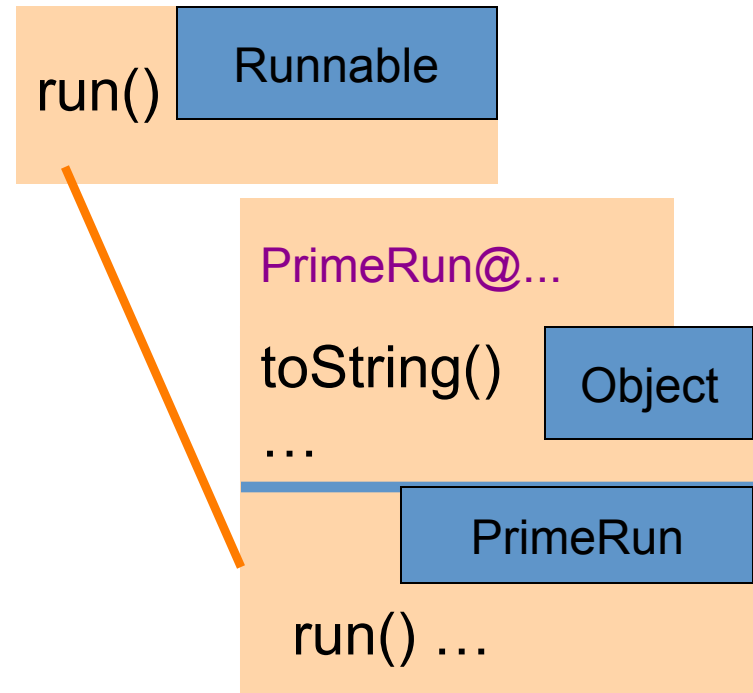 run() Runnable
PrimeRun@...
toString()
Object
…
PrimeRun
run() …